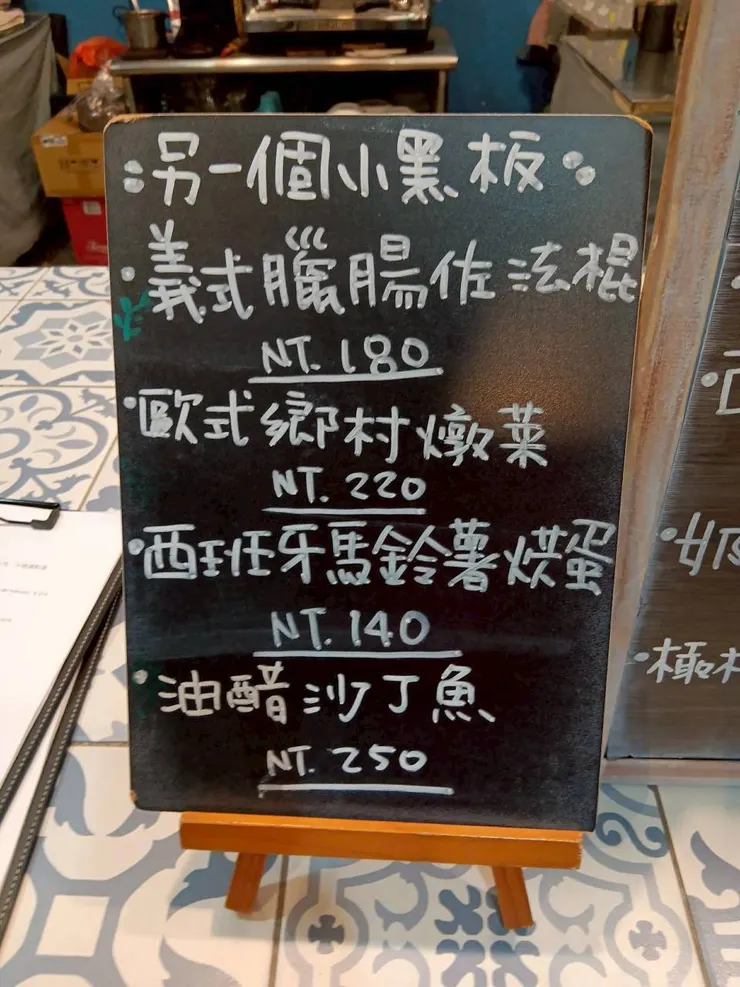 另一個小黑板
義式臘腸佐法棍
NT. 180
歐式鄉村燉菜
NT. 220
西班牙馬鈴薯烘蛋
NT. 140
油醋沙丁魚
NT. 250